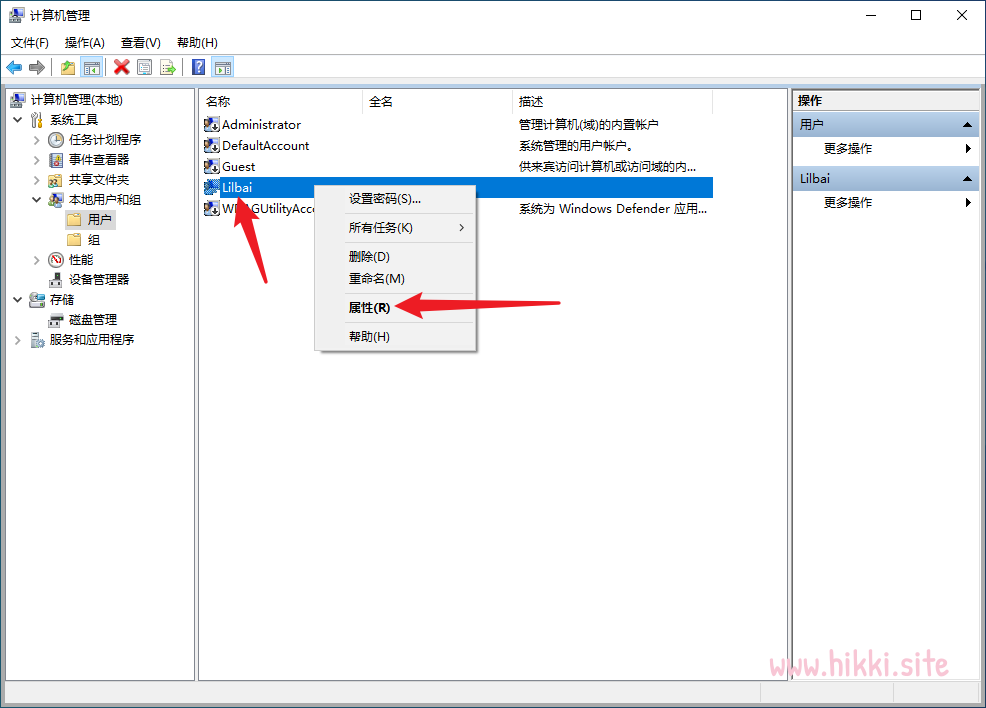 计算机管理
文件(F) 操作(A) 查看(V) 帮助(H)
计算机管理(本地)
系统工具
任务计划程序
事件查看器
共享文件夹
本地用户和组
用户
组
性能
设备管理器
存储
磁盘管理
服务和应用程序
名称 全名 描述
Administrator 管理计算机(域)的内置帐户
DefaultAccount 系统管理的用户帐户。
Guest 供来宾访问计算机或访问域的内...
Lilbai
系统为 Windows Defender 应用...
设置密码(S)...
所有任务(K)
删除(D)
重命名(M)
属性(R)
帮助(H)
操作
用户
更多操作
Lilbai
更多操作
www.hikki.site